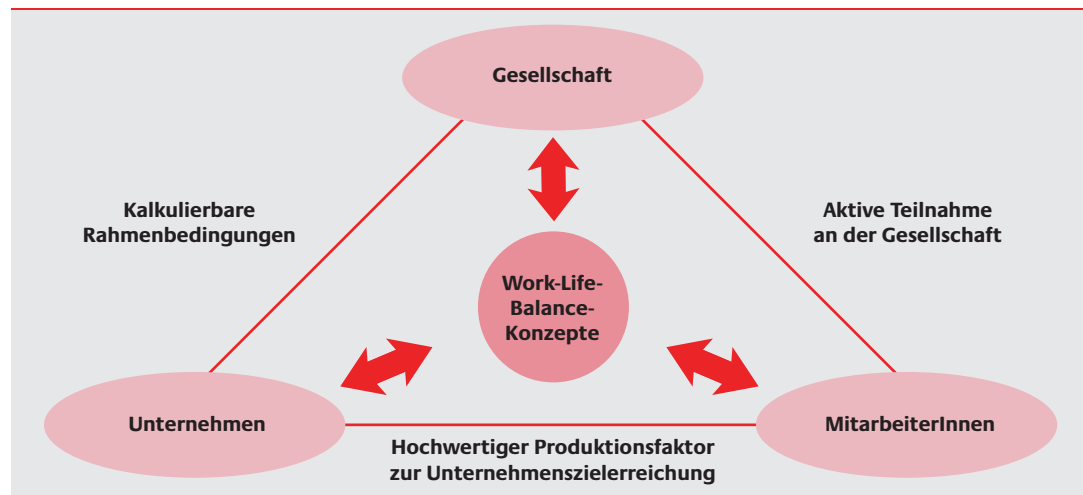 Gesellschaft
Kalkulierbare
Rahmenbedingungen
Aktive Teilnahme
an der Gesellschaft
Work-Life-
Balance-
Konzepte
Unternehmen
MitarbeiterInnen
Hochwertiger Produktionsfaktor
zur Unternehmenszielerreichung